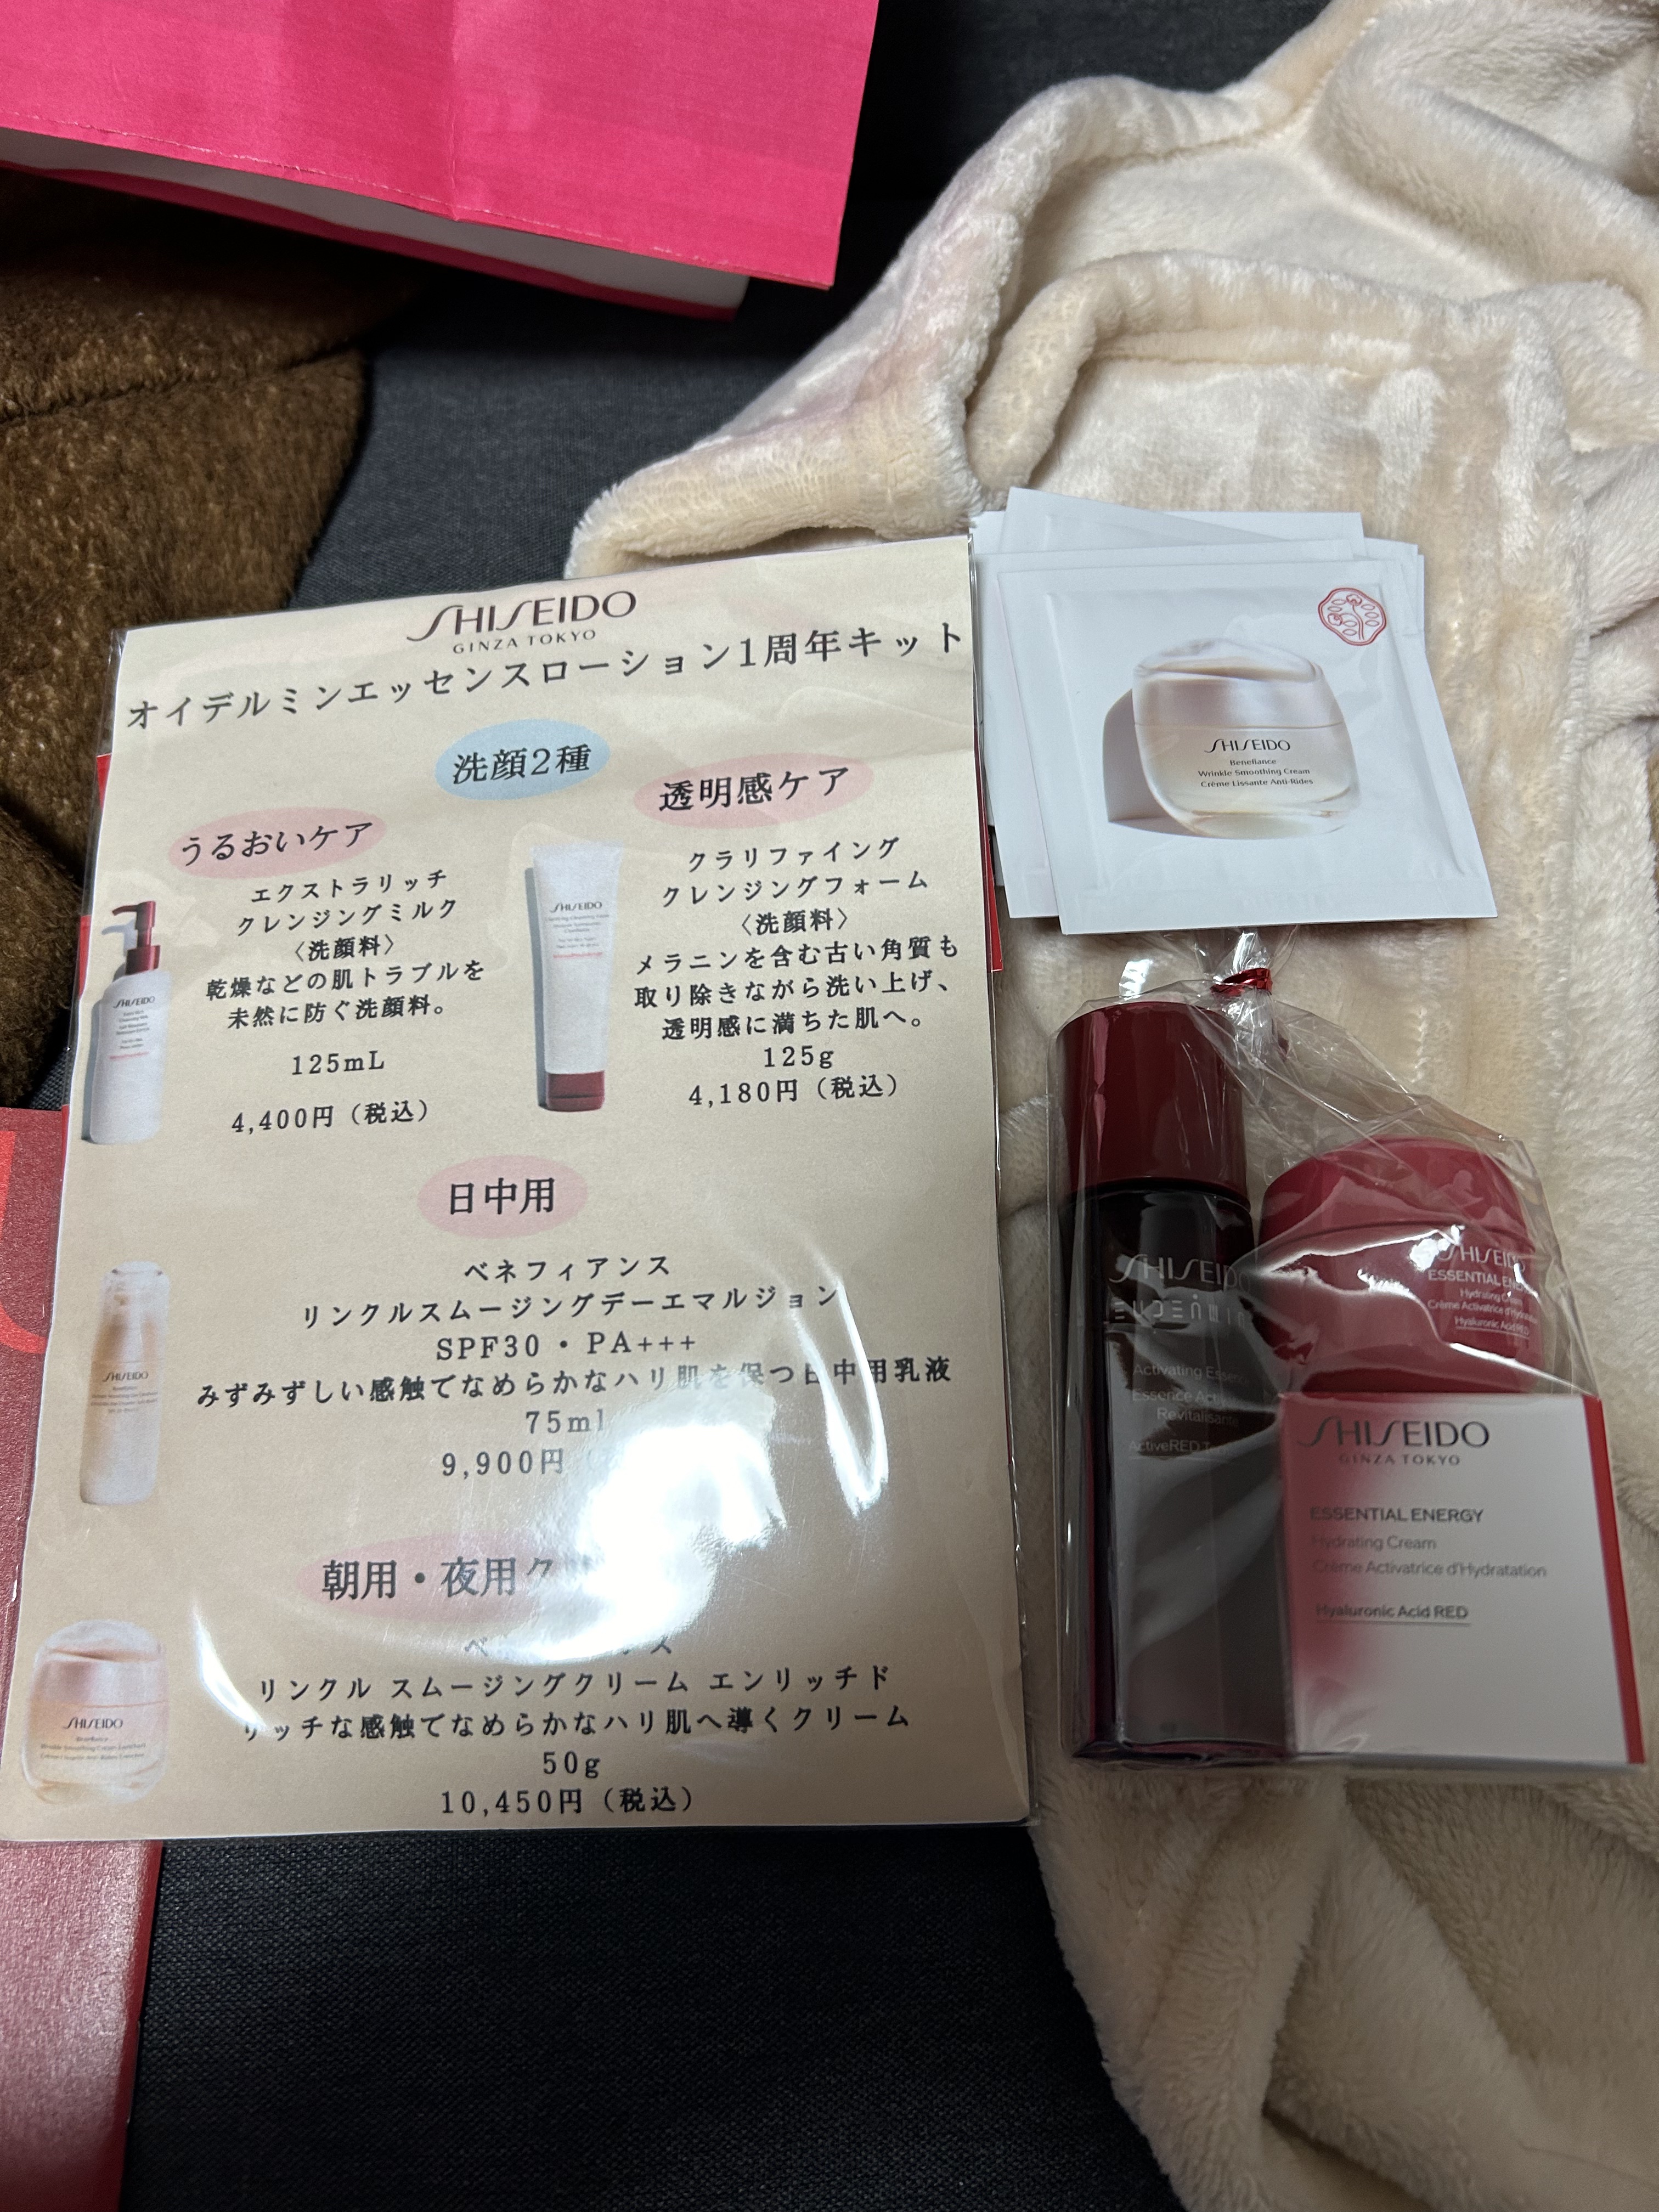 SHISEIDO
GINZA TOKYO
オイデルミンエッセンスローション1周年キット
洗顔2種
うるおいケア
エクストラリッチ
クレンジングミルク
〈洗顔料〉
乾燥などの肌トラブルを
未然に防ぐ洗顔料。
125mL
4,400円（税込）
SHISEIDO
透明感ケア
クラリファイング
クレンジングフォーム
〈洗顔料〉
メラニンを含む古い角質も
取り除きながら洗い上げ、
透明感に満ちた肌へ。
125g
4,180円（税込）
SHISEIDO
日中用
ベネフィアンス
リンクルスムージングデーエマルジョン
SPF30・PA+++
みずみずしい感触でなめらかなハリ肌を保つ日中用乳液
75ml
9,900円
SHISEIDO
朝用・夜用ク
リンクル スムージングクリーム エンリッチド
リッチな感触でなめらかなハリ肌へ導くクリーム
50g
10,450円（税込）
SHISEIDO
SHISEIDO
Benefiance
Wrinkle Smoothing Cream
Crème Lissante Anti-Rides
SHISEIDO
Activating Essence
Essence
Revitalisante
SHISEIDO
ESSENTIAL
Hydrating
Crème Activatrice
Hyaluronic Acid RED
SHISEIDO
GINZA TOKYO
ESSENTIAL ENERGY
Hydrating Cream
Crème Activatrice d'Hydratation
Hyaluronic Acid RED